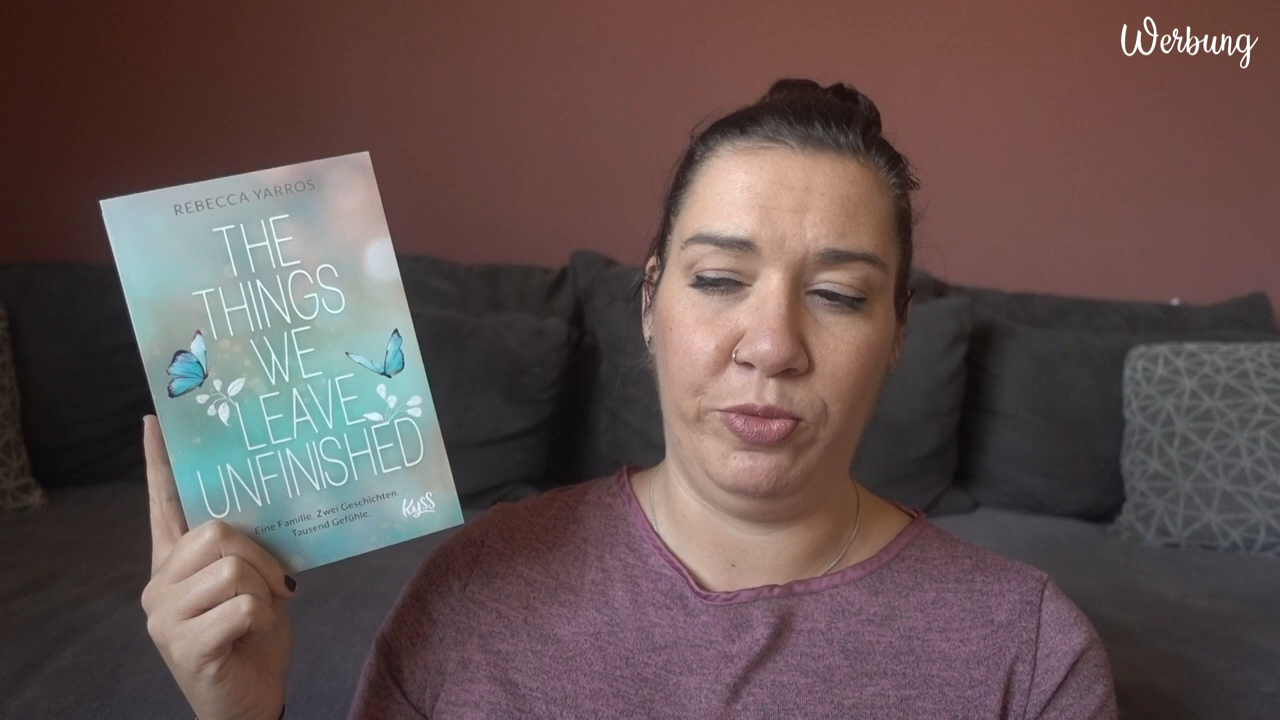 Werbung
REBECCA YARROS
THE
THINGS
WE
LEAVE
UNFINISHED
Eine Familie. Zwei Geschichten.
Tausend Gefühle.
KySS